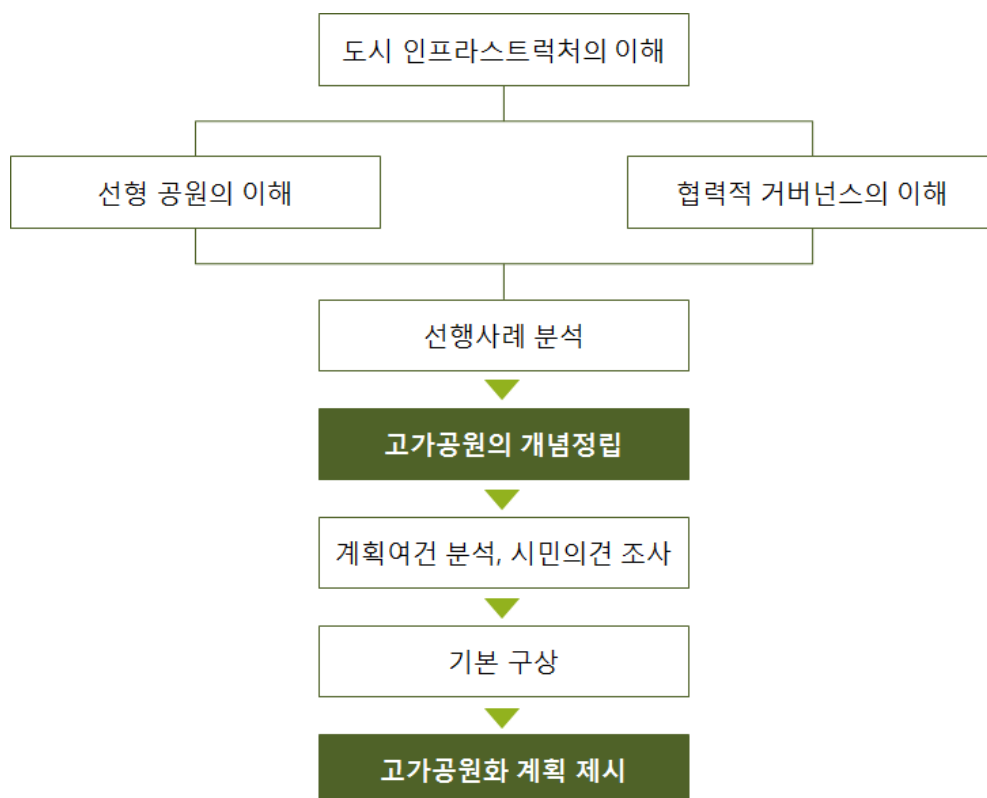 도시 인프라스트럭처의 이해
선형 공원의 이해
협력적 거버넌스의 이해
선행사례 분석
고가공원의 개념정립
계획여건 분석, 시민의견 조사
기본 구상
고가공원화 계획 제시